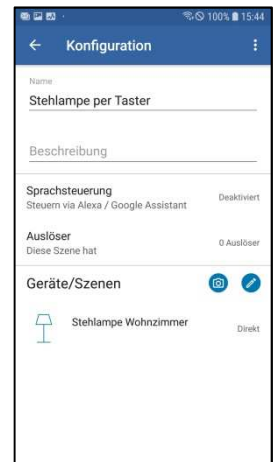 100% 15:44
Konfiguration
Name
Stehlampe per Taster
Beschreibung
Sprachsteuerung
Steuern via Alexa / Google Assistant
Deaktiviert
Auslöser
Diese Szene hat
0 Auslöser
Geräte/Szenen
Stehlampe Wohnzimmer
Direkt